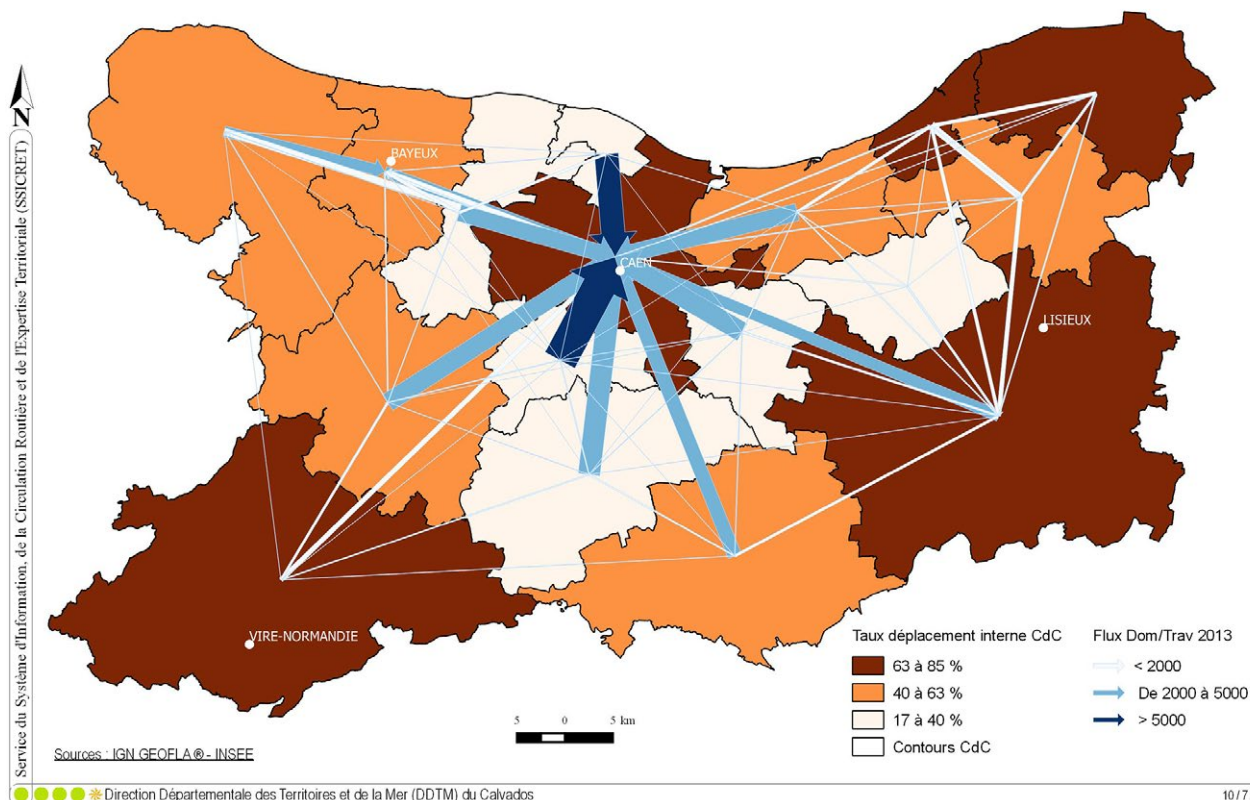 Service du Système d'Information, de la Circulation Routière et de l'Expertise Territoriale (SSICRET)
N
BAYEUX
CAEN
LISIEUX
VIRE-NORMANDIE
Taux déplacement interne CdC
63 à 85 %
40 à 63 %
17 à 40 %
Contours CdC
Flux Dom/Trav 2013
< 2000
De 2000 à 5000
> 5000
5 0 5 km
Sources : IGN GEOFLA® - INSEE
Direction Départementale des Territoires et de la Mer (DDTM) du Calvados
10 / 7